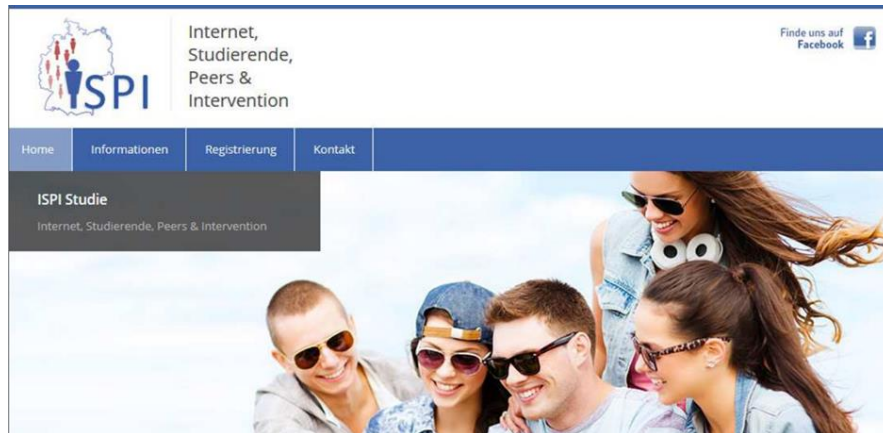 iSPI
Internet,
Studierende,
Peers &
Intervention
Finde uns auf
Facebook
f
Home
Informationen
Registrierung
Kontakt
ISPI Studie
Internet, Studierende, Peers & Intervention